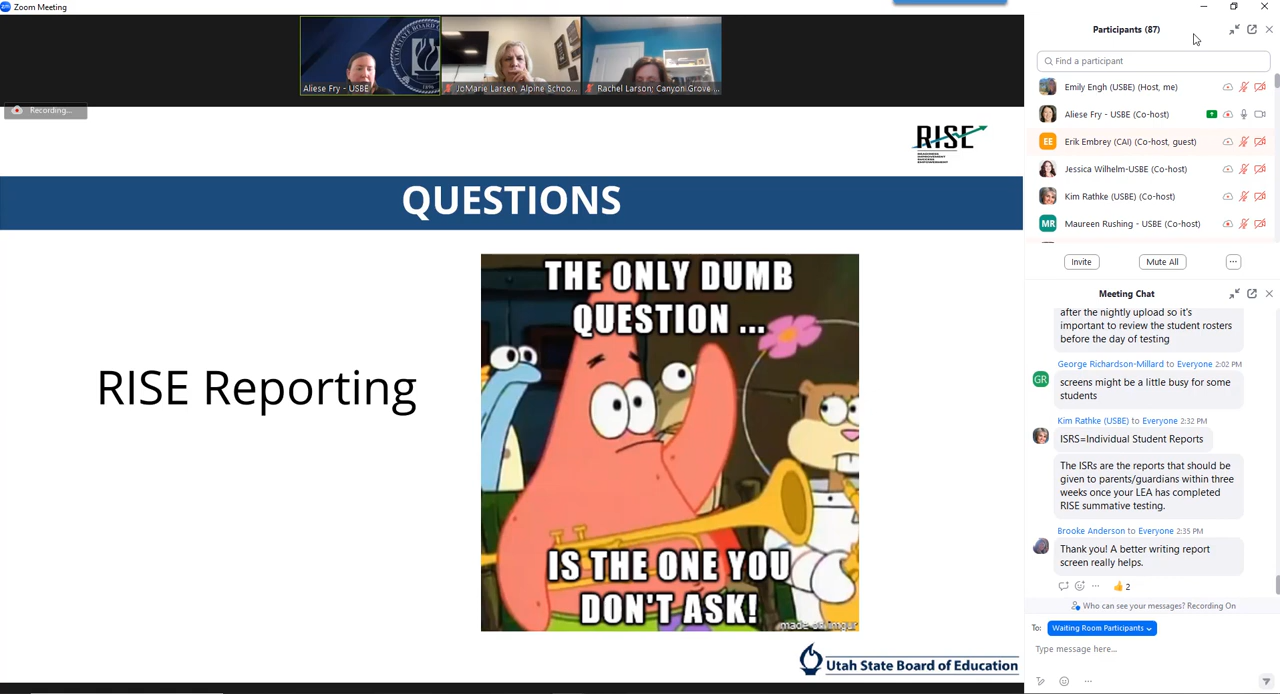 Zoom Meeting
Aliese Fry - USBE
JoMarie Larsen, Alpine Schoo...
Rachel Larson; Canyon Grove ...
Recording...
RISE
QUESTIONS
RISE Reporting
THE ONLY DUMB
QUESTION ...
IS THE ONE YOU
DON'T ASK!
made on imgur
Utah State Board of Education
Participants (87)
Find a participant
Emily Engh (USBE) (Host, me)
Aliese Fry - USBE (Co-host)
EE
Erik Embrey (CAI) (Co-host, guest)
Jessica Wilhelm-USBE (Co-host)
Kim Rathke (USBE) (Co-host)
MR
Maureen Rushing - USBE (Co-host)
Invite
Mute All
Meeting Chat
after the nightly upload so it's
important to review the student rosters
before the day of testing
George Richardson-Millard to Everyone 2:02 PM
GR
screens might be a little busy for some
students
Kim Rathke (USBE) to Everyone 2:32 PM
ISRS=Individual Student Reports
The ISRs are the reports that should be
given to parents/guardians within three
weeks once your LEA has completed
RISE summative testing.
Brooke Anderson to Everyone 2:35 PM
Thank you! A better writing report
screen really helps.
2
Who can see your messages? Recording On
To: Waiting Room Participants
Type message here...